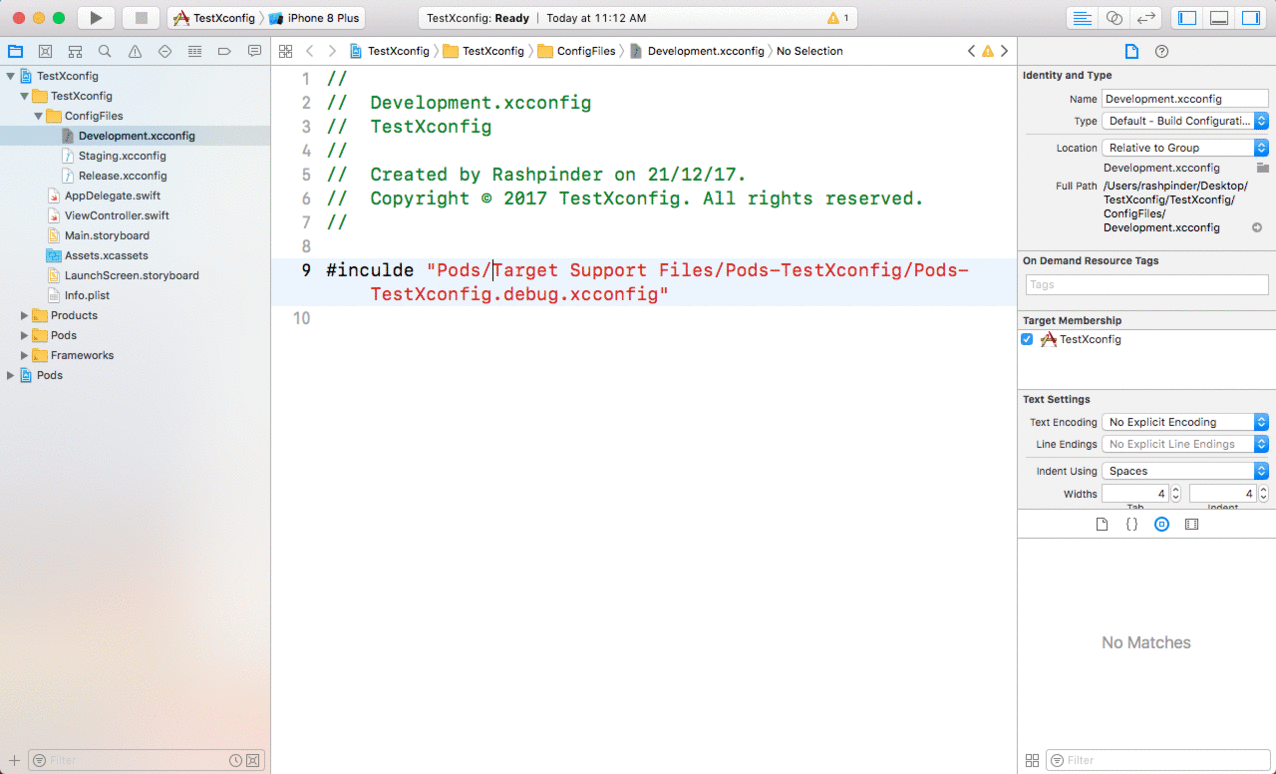 TestXconfig
iPhone 8 Plus
TestXconfig: Ready
Today at 11:12 AM
1
TestXconfig
TestXconfig
ConfigFiles
Development.xcconfig
Staging.xcconfig
Release.xcconfig
AppDelegate.swift
ViewController.swift
Main.storyboard
Assets.xcassets
LaunchScreen.storyboard
Info.plist
Products
Pods
Frameworks
Pods
Filter
TestXconfig
TestXconfig
ConfigFiles
Development.xcconfig
No Selection
1 //
2 // Development.xcconfig
3 // TestXconfig
4 //
5 // Created by Rashpinder on 21/12/17.
6 // Copyright © 2017 TestXconfig. All rights reserved.
7 //
8
9 #inculde "Pods/Target Support Files/Pods-TestXconfig/Pods-
TestXconfig.debug.xcconfig"
10
Identity and Type
Name Development.xcconfig
Type Default - Build Configurati...
Location Relative to Group
Development.xcconfig
Full Path /Users/rashpinder/Desktop/
TestXconfig/TestXconfig/
ConfigFiles/
Development.xcconfig
On Demand Resource Tags
Tags
Target Membership
TestXconfig
Text Settings
Text Encoding No Explicit Encoding
Line Endings No Explicit Line Endings
Indent Using Spaces
Widths 4 4
Tab Indent
{}
No Matches
Filter